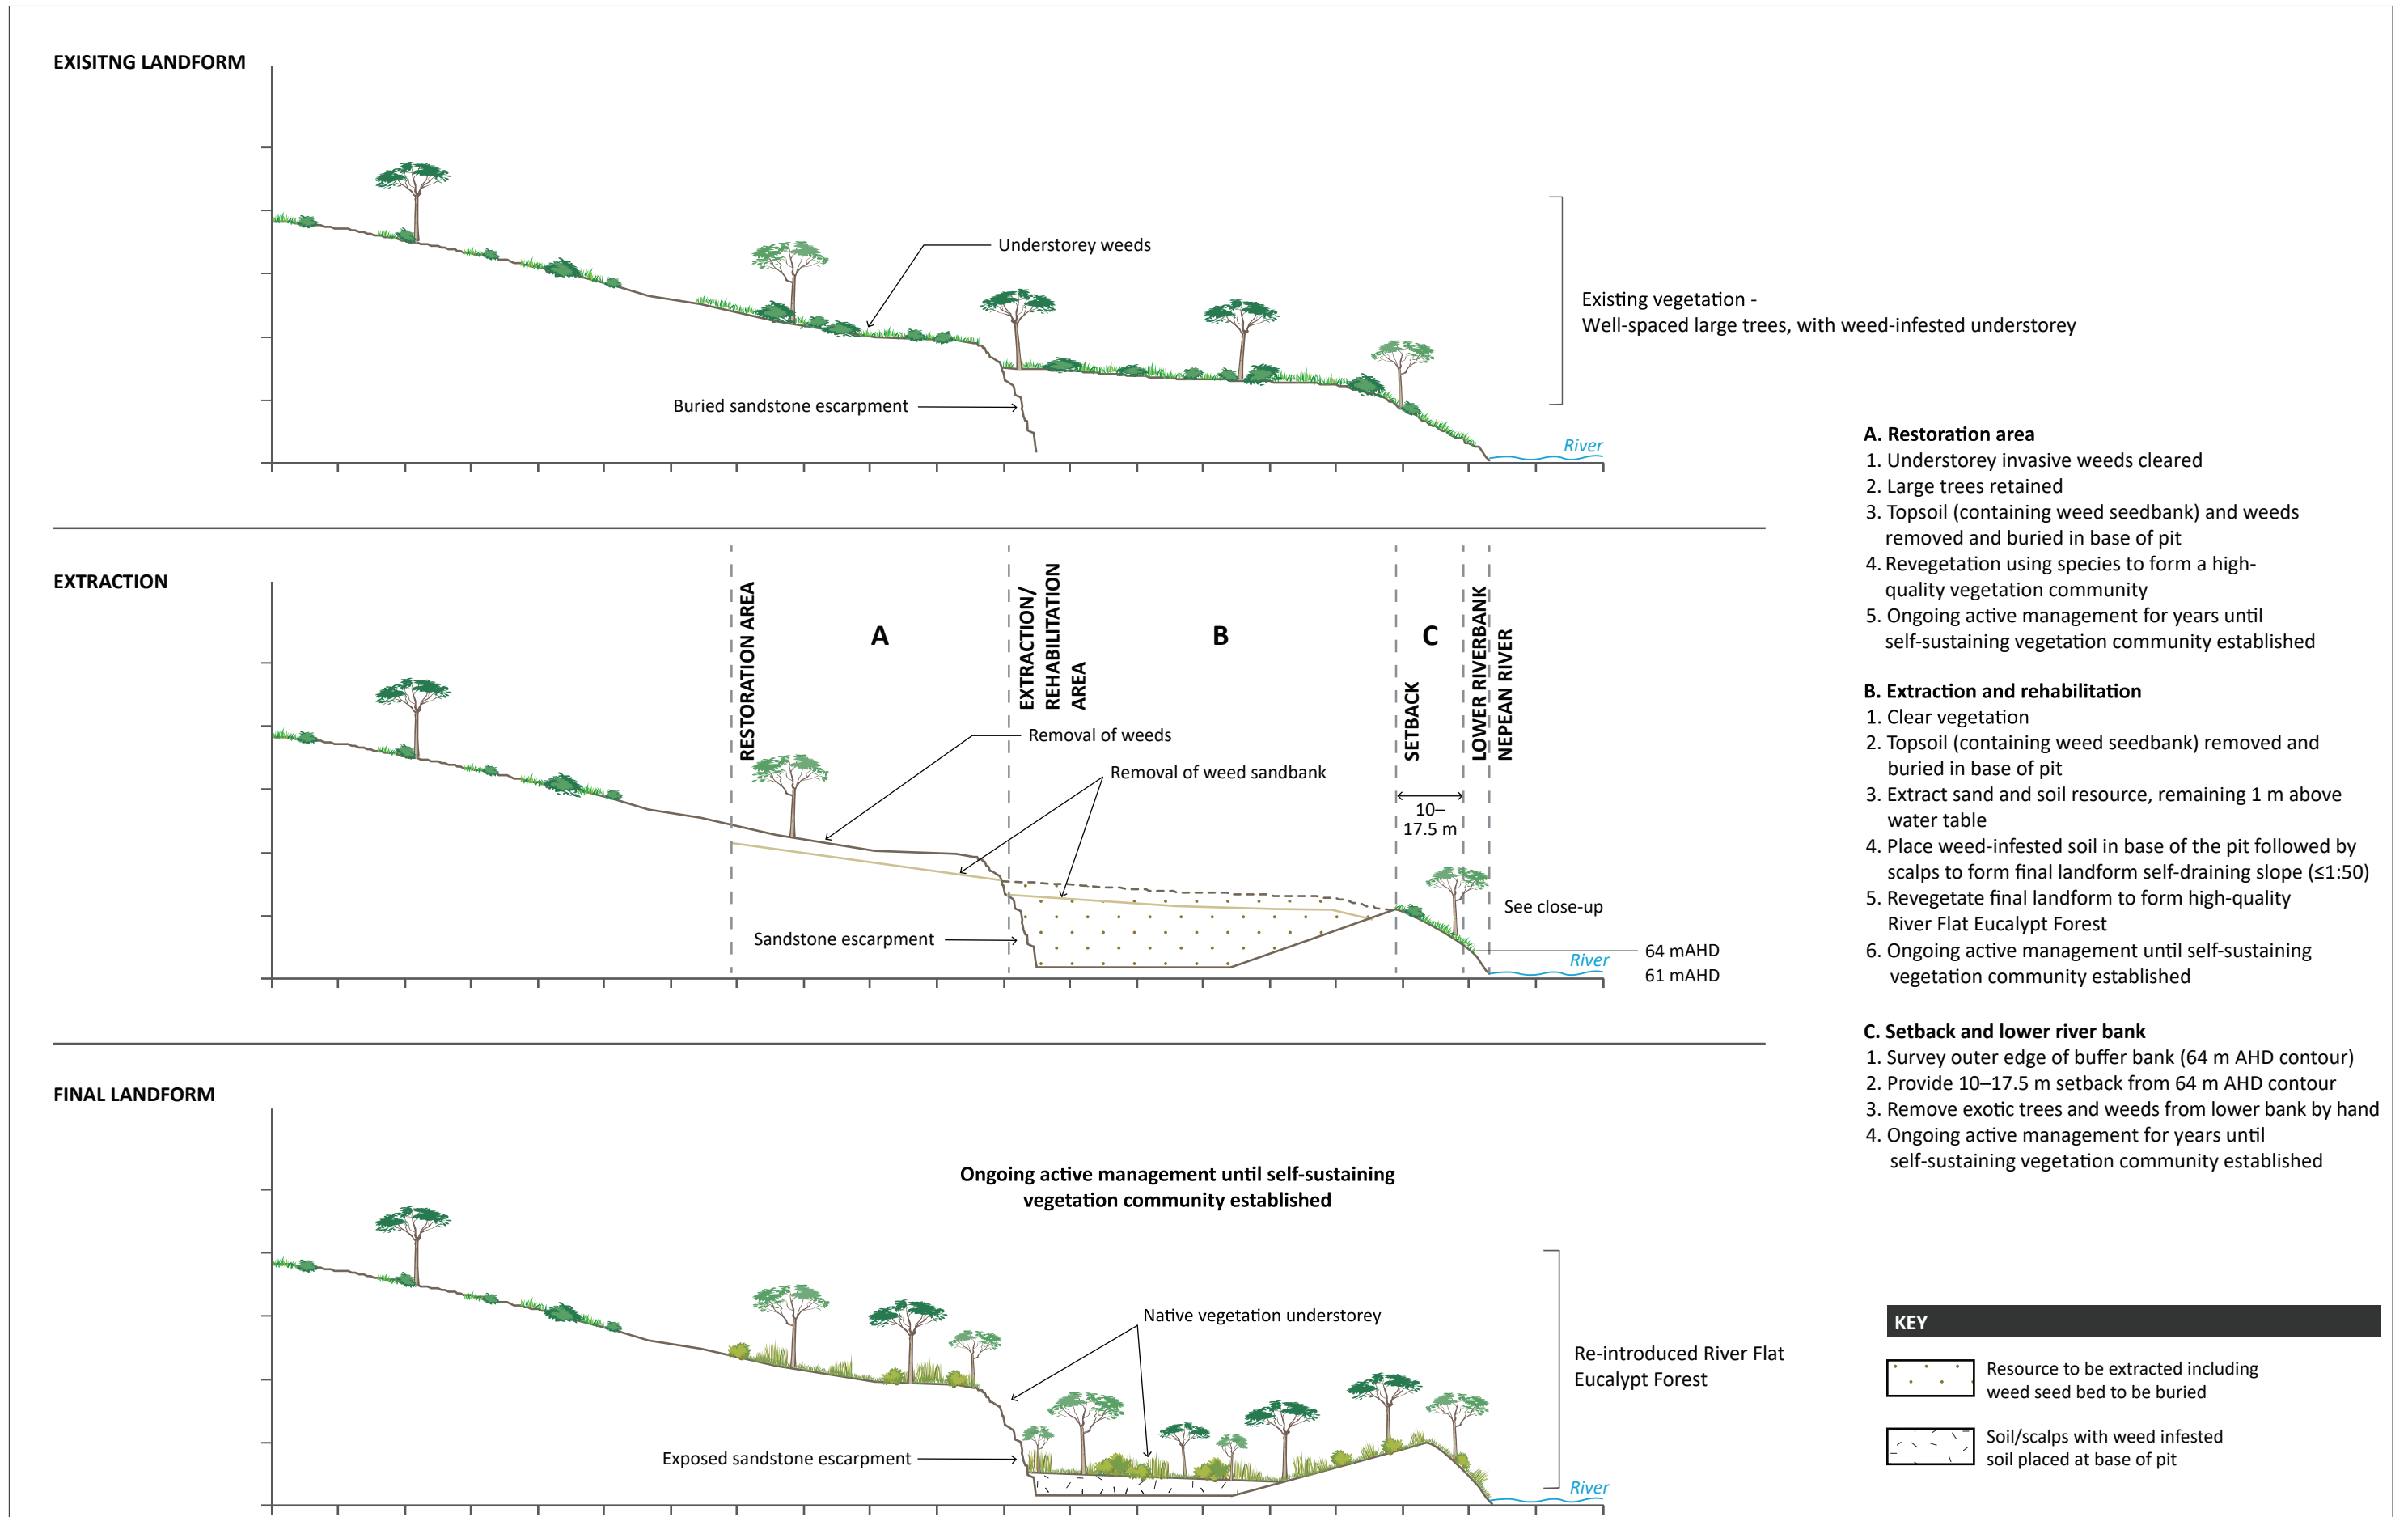 EXISITNG LANDFORM
Understorey weeds
Buried sandstone escarpment
River
Existing vegetation -
Well-spaced large trees, with weed-infested understorey
EXTRACTION
RESTORATION AREA
A
EXTRACTION/
REHABILITATION
AREA
B
C
SETBACK
LOWER RIVERBANK
NEPEAN RIVER
Removal of weeds
Removal of weed sandbank
10–
17.5 m
Sandstone escarpment
See close-up
64 mAHD
River
61 mAHD
FINAL LANDFORM
Ongoing active management until self-sustaining
vegetation community established
Native vegetation understorey
Exposed sandstone escarpment
Re-introduced River Flat
Eucalypt Forest
River
A. Restoration area
1. Understorey invasive weeds cleared
2. Large trees retained
3. Topsoil (containing weed seedbank) and weeds
removed and buried in base of pit
4. Revegetation using species to form a high-
quality vegetation community
5. Ongoing active management for years until
self-sustaining vegetation community established
B. Extraction and rehabilitation
1. Clear vegetation
2. Topsoil (containing weed seedbank) removed and
buried in base of pit
3. Extract sand and soil resource, remaining 1 m above
water table
4. Place weed-infested soil in base of the pit followed by
scalps to form final landform self-draining slope (≤1:50)
5. Revegetate final landform to form high-quality
River Flat Eucalypt Forest
6. Ongoing active management until self-sustaining
vegetation community established
C. Setback and lower river bank
1. Survey outer edge of buffer bank (64 m AHD contour)
2. Provide 10–17.5 m setback from 64 m AHD contour
3. Remove exotic trees and weeds from lower bank by hand
4. Ongoing active management for years until
self-sustaining vegetation community established
KEY
Resource to be extracted including
weed seed bed to be buried
Soil/scalps with weed infested
soil placed at base of pit